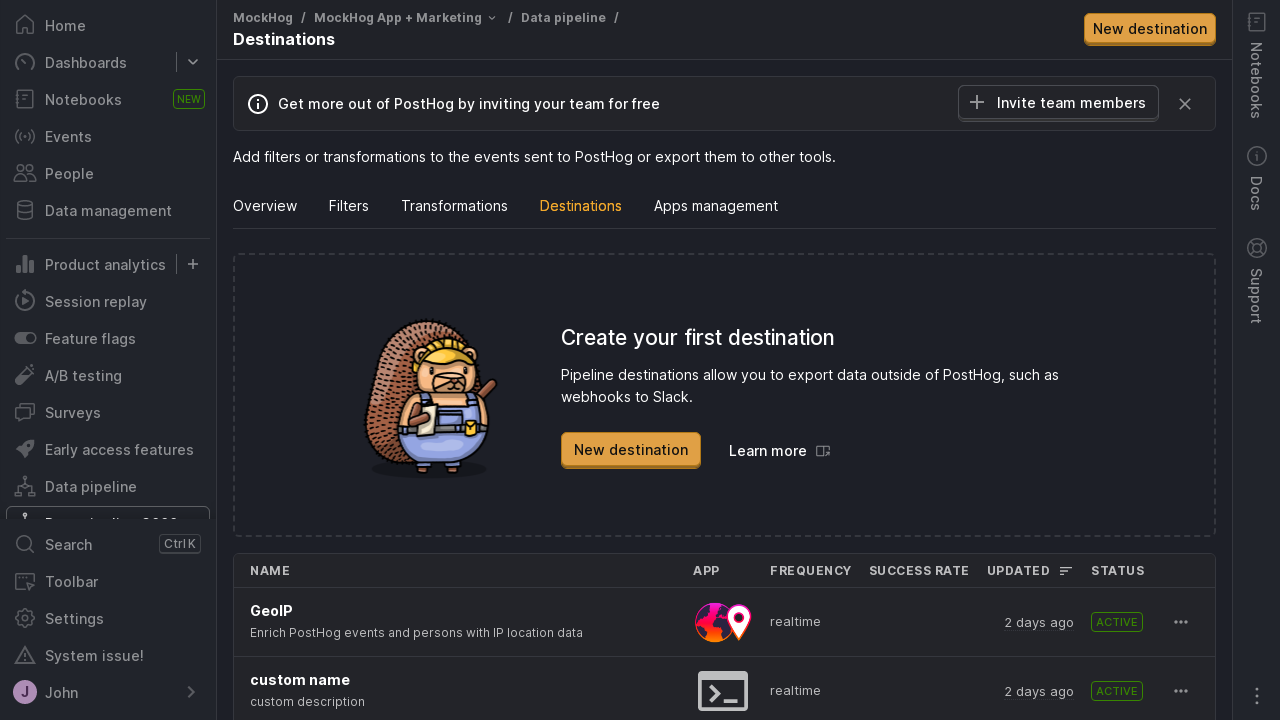 Home
Dashboards
Notebooks NEW
Events
People
Data management
Product analytics
Session replay
Feature flags
A/B testing
Surveys
Early access features
Data pipeline
Search Ctrl K
Toolbar
Settings
System issue!
J John
MockHog / MockHog App + Marketing / Data pipeline /
Destinations
New destination
Get more out of PostHog by inviting your team for free
Invite team members
Add filters or transformations to the events sent to PostHog or export them to other tools.
Overview Filters Transformations Destinations Apps management
Create your first destination
Pipeline destinations allow you to export data outside of PostHog, such as
webhooks to Slack.
New destination Learn more
NAME APP FREQUENCY SUCCESS RATE UPDATED STATUS
GeoIP
Enrich PostHog events and persons with IP location data
realtime 2 days ago ACTIVE
custom name
custom description
realtime 2 days ago ACTIVE
Notebooks
Docs
Support